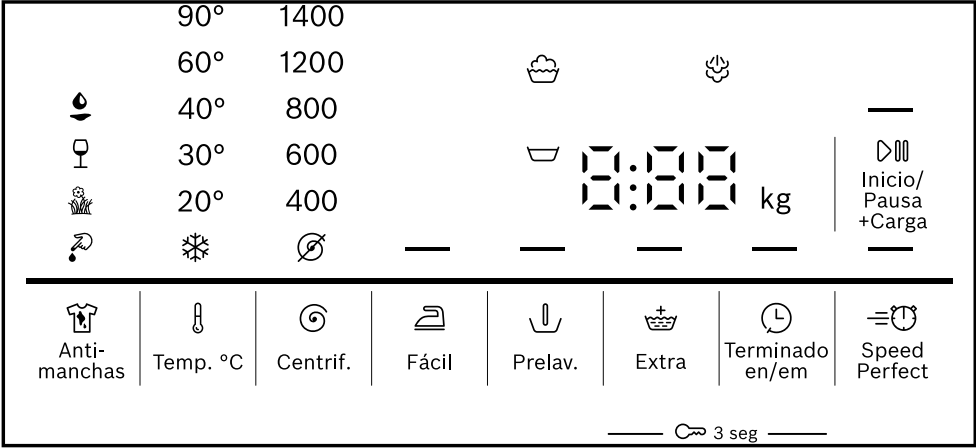 90° 1400
60° 1200
40° 800
30° 600
20° 400
8:88 kg
Inicio/
Pausa
+Carga
Anti-
manchas
Temp. °C
Centrif.
Fácil
Prelav.
Extra
Terminado
en/em
Speed
Perfect
3 seg